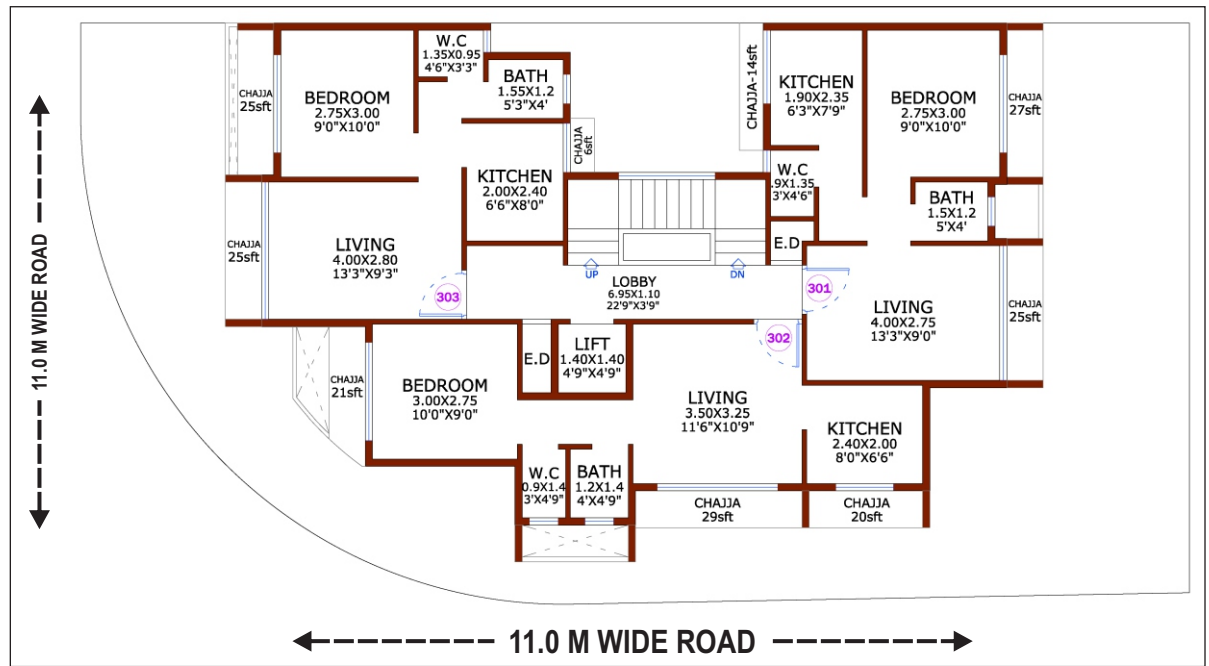 W.C
1.35X0.95
4'6"X3'3"
BATH
1.55X1.2
5'3"X4'
CHAJJA
25sft
BEDROOM
2.75X3.00
9'0"X10'0"
CHAJJA
6sft
KITCHEN
2.00X2.40
6'6"X8'0"
CHAJJA-14sft
KITCHEN
1.90X2.35
6'3"X7'9"
BEDROOM
2.75X3.00
9'0"X10'0"
CHAJJA
27sft
W.C
.9X1.35
3'X4'6"
BATH
1.5X1.2
5'X4'
E.D
CHAJJA
25sft
LIVING
4.00X2.80
13'3"X9'3"
303
UP
DN
LOBBY
6.95X1.10
22'9"X3'9"
301
LIVING
4.00X2.75
13'3"X9'0"
CHAJJA
25sft
302
CHAJJA
21sft
BEDROOM
3.00X2.75
10'0"X9'0"
E.D
LIFT
1.40X1.40
4'9"X4'9"
LIVING
3.50X3.25
11'6"X10'9"
KITCHEN
2.40X2.00
8'0"X6'6"
W.C
0.9X1.4
3'X4'9"
BATH
1.2X1.4
4'X4'9"
CHAJJA
29sft
CHAJJA
20sft
11.0 M WIDE ROAD
11.0 M WIDE ROAD